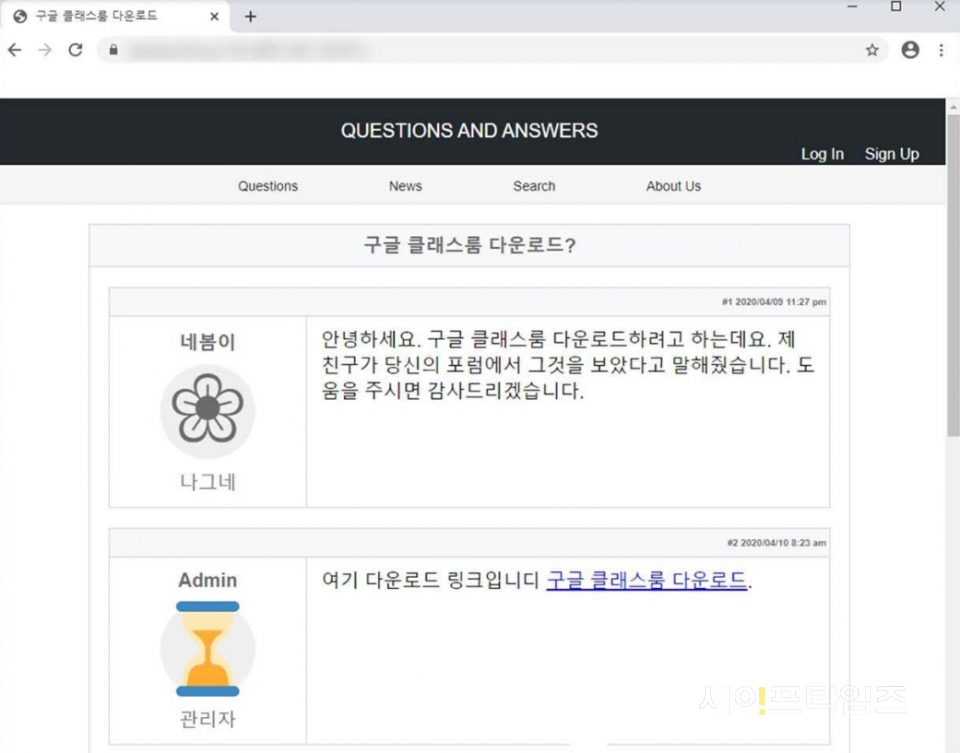 구글 클래스룸 다운로드
QUESTIONS AND ANSWERS
Log In Sign Up
Questions News Search About Us
구글 클래스룸 다운로드?
#1 2020/04/09 11:27 pm
네봄이
나그네
안녕하세요. 구글 클래스룸 다운로드하려고 하는데요. 제
친구가 당신의 포럼에서 그것을 보았다고 말해줬습니다. 도
움을 주시면 감사드리겠습니다.
#2 2020/04/10 8:23 am
Admin
관리자
여기 다운로드 링크입니디 구글 클래스룸 다운로드.
세이프타임즈